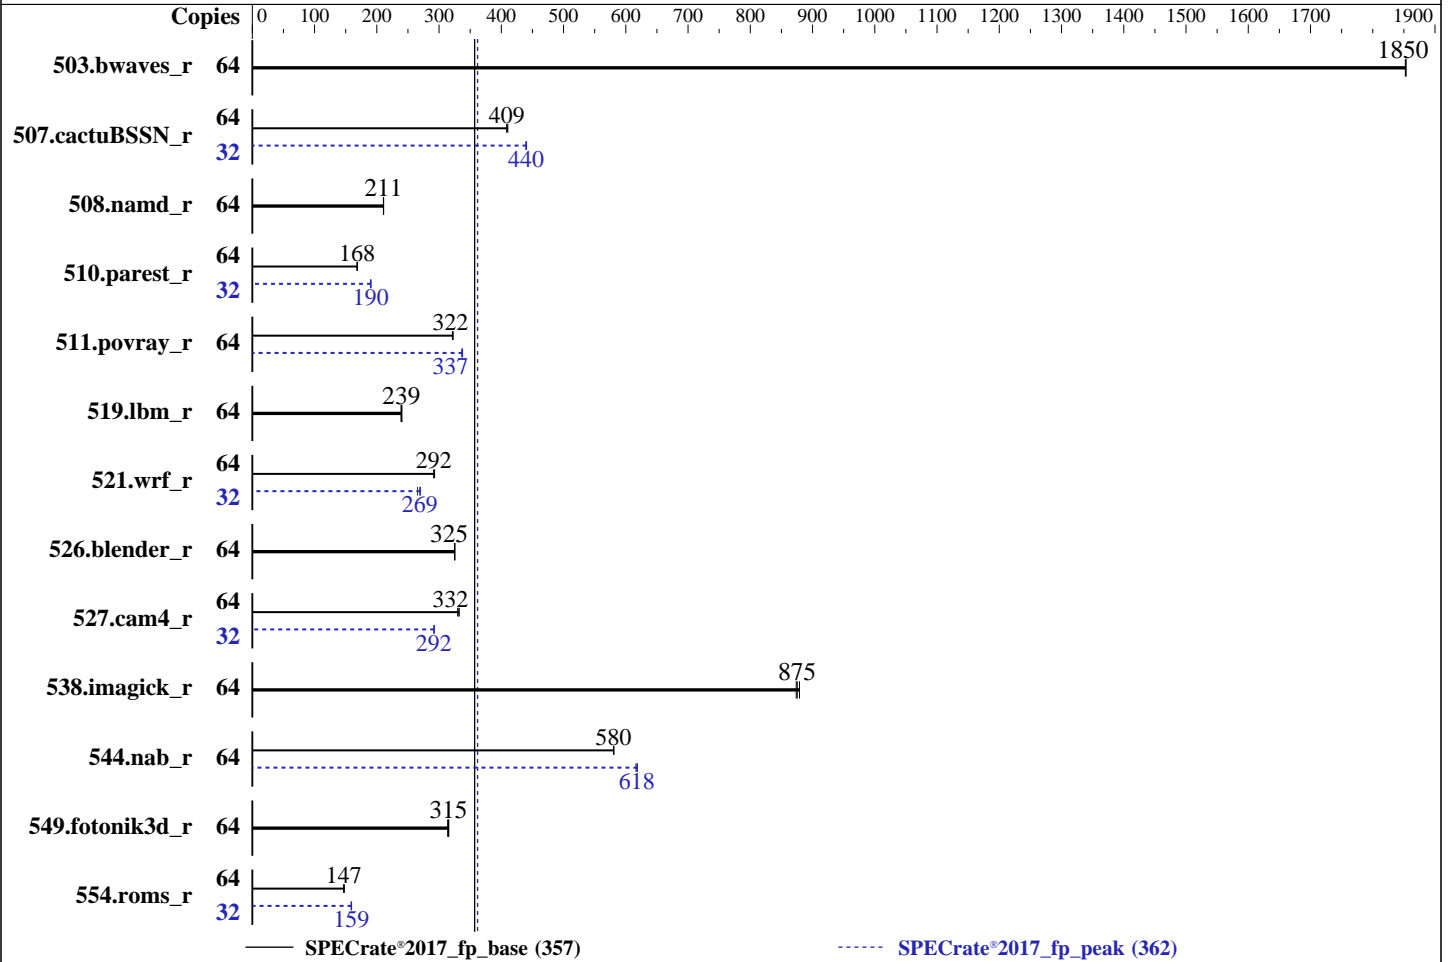 Copies 0 100 200 300 400 500 600 700 800 900 1000 1100 1200 1300 1400 1500 1600 1700 1900
503.bwaves_r 64 1850
507.cactuBSSN_r 64 409
32 440
508.namd_r 64 211
510.parest_r 64 168
32 190
511.povray_r 64 322
337
519.lbm_r 64 239
521.wrf_r 64 292
32 269
526.blender_r 64 325
527.cam4_r 64 332
32 292
538.imagick_r 64 875
544.nab_r 64 580
618
549.fotonik3d_r 64 315
554.roms_r 64 147
32 159
SPECrate®2017_fp_base (357) SPECrate®2017_fp_peak (362)